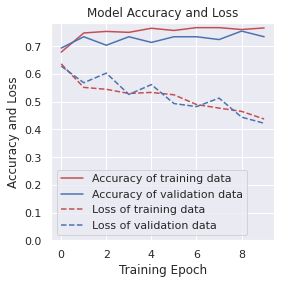 Model Accuracy and Loss
0.7
0.6
0.5
0.4
0.3
0.2
0.1
0.0
Accuracy and Loss
Accuracy of training data
Accuracy of validation data
Loss of training data
Loss of validation data
0 2 4 6 8
Training Epoch